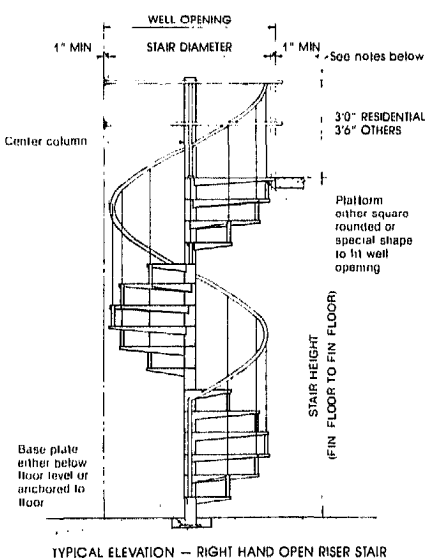 WELL OPENING
1" MIN
STAIR DIAMETER
1" MIN
See notes below
3'0" RESIDENTIAL
3'6" OTHERS
Center column
Platform
either square
rounded or
special shape
to fit well
opening
STAIR HEIGHT
(FIN FLOOR TO FIN FLOOR)
Base plate
either below
floor level or
anchored to
floor
TYPICAL ELEVATION — RIGHT HAND OPEN RISER STAIR